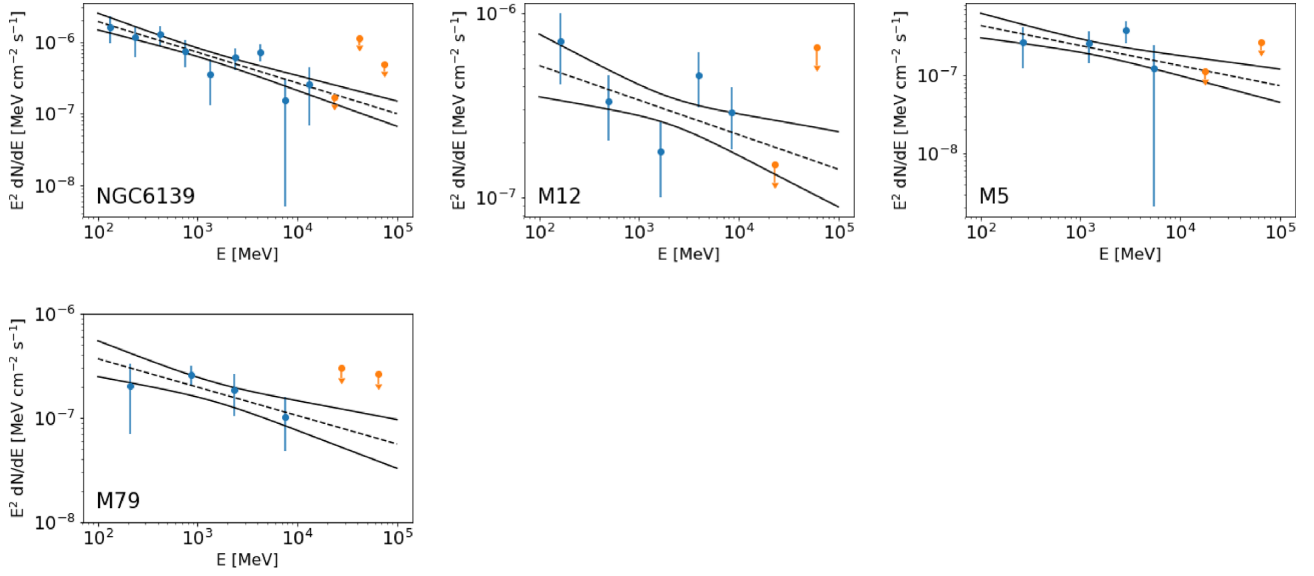 10⁻⁶
10⁻⁷
10⁻⁸
E² dN/dE [MeV cm⁻² s⁻¹]
NGC6139
10² 10³ 10⁴ 10⁵
E [MeV]
10⁻⁶
10⁻⁷
E² dN/dE [MeV cm⁻² s⁻¹]
M12
10² 10³ 10⁴ 10⁵
E [MeV]
10⁻⁶
10⁻⁷
10⁻⁸
E² dN/dE [MeV cm⁻² s⁻¹]
M5
10² 10³ 10⁴ 10⁵
E [MeV]
10⁻⁶
10⁻⁷
10⁻⁸
E² dN/dE [MeV cm⁻² s⁻¹]
M79
10² 10³ 10⁴ 10⁵
E [MeV]